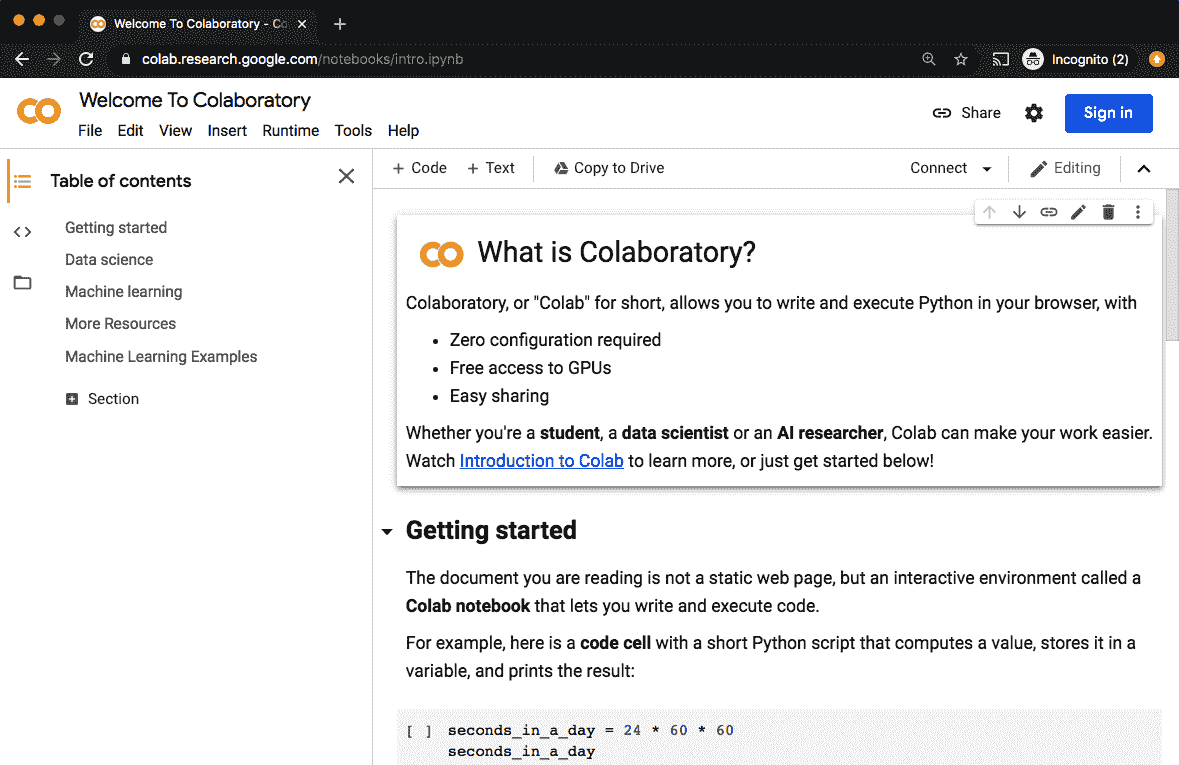 Welcome To Colaboratory - Co
colab.research.google.com/notebooks/intro.ipynb
Incognito (2)
Welcome To Colaboratory
File Edit View Insert Runtime Tools Help
Share
Sign in
Table of contents
Getting started
Data science
Machine learning
More Resources
Machine Learning Examples
Section
+ Code + Text Copy to Drive
Connect Editing
What is Colaboratory?
Colaboratory, or "Colab" for short, allows you to write and execute Python in your browser, with
• Zero configuration required
• Free access to GPUs
• Easy sharing
Whether you're a student, a data scientist or an AI researcher, Colab can make your work easier.
Watch Introduction to Colab to learn more, or just get started below!
Getting started
The document you are reading is not a static web page, but an interactive environment called a
Colab notebook that lets you write and execute code.
For example, here is a code cell with a short Python script that computes a value, stores it in a
variable, and prints the result:
[ ] seconds_in_a_day = 24 * 60 * 60
seconds_in_a_day